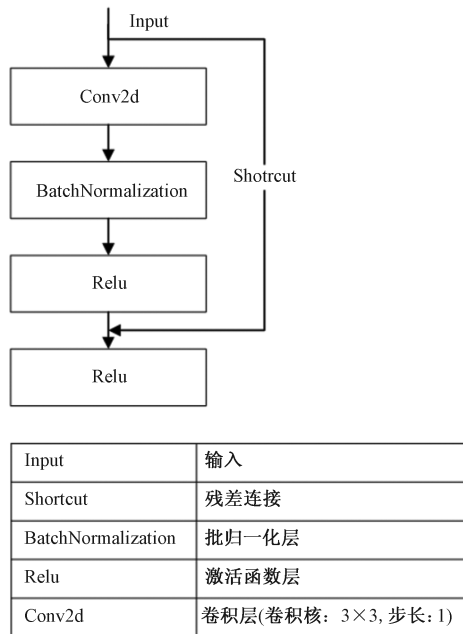 Input
Conv2d
BatchNormalization
Shotrcut
Relu
Relu
Input 输入
Shortcut 残差连接
BatchNormalization 批归一化层
Relu 激活函数层
Conv2d 卷积层(卷积核：3×3, 步长：1)